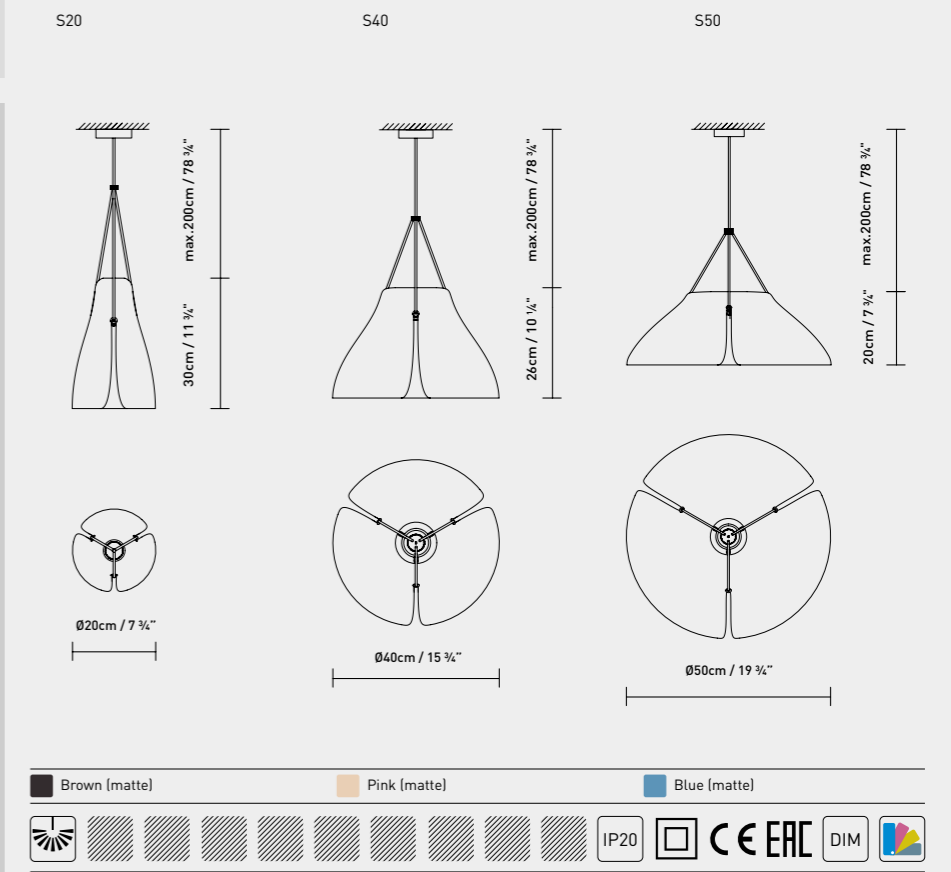 S20 S40 S50
max.200cm / 78 ¾"
30cm / 11 ¾"
max.200cm / 78 ¾"
26cm / 10 ¼"
max.200cm / 78 ¾"
20cm / 7 ¾"
Ø20cm / 7 ¾"
Ø40cm / 15 ¾"
Ø50cm / 19 ¾"
Brown (matte) Pink (matte) Blue (matte)
IP20 CE EAC DIM